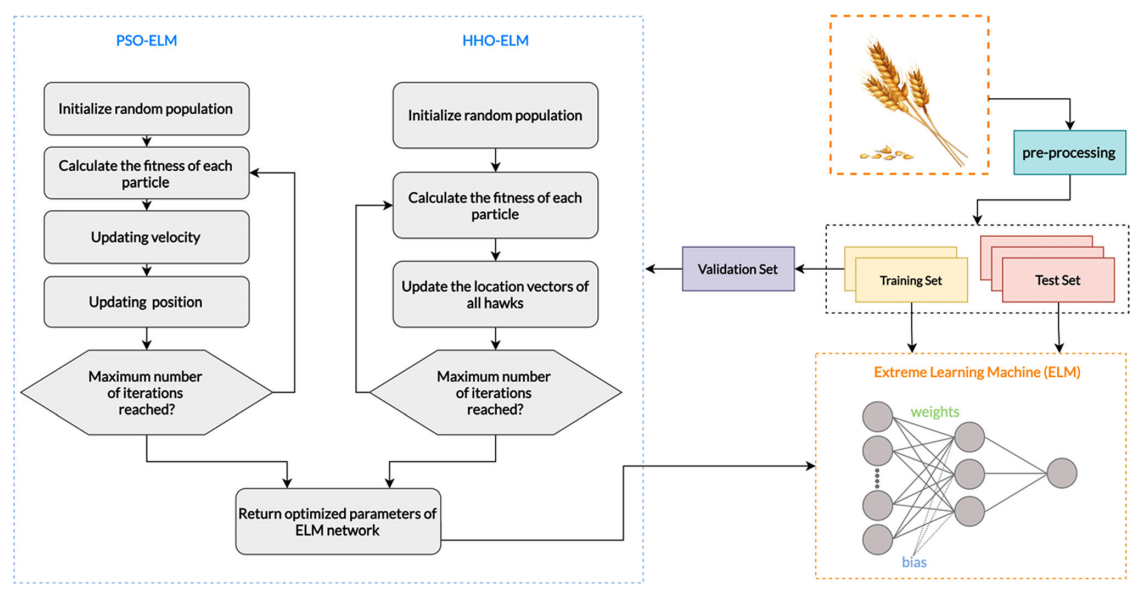 PSO-ELM
Initialize random population
Calculate the fitness of each
particle
Updating velocity
Updating position
Maximum number
of iterations
reached?
HHO-ELM
Initialize random population
Calculate the fitness of each
particle
Update the location vectors of
all hawks
Maximum number
of iterations
reached?
Return optimized parameters of
ELM network
pre-processing
Validation Set
Training Set
Test Set
Extreme Learning Machine (ELM)
weights
bias